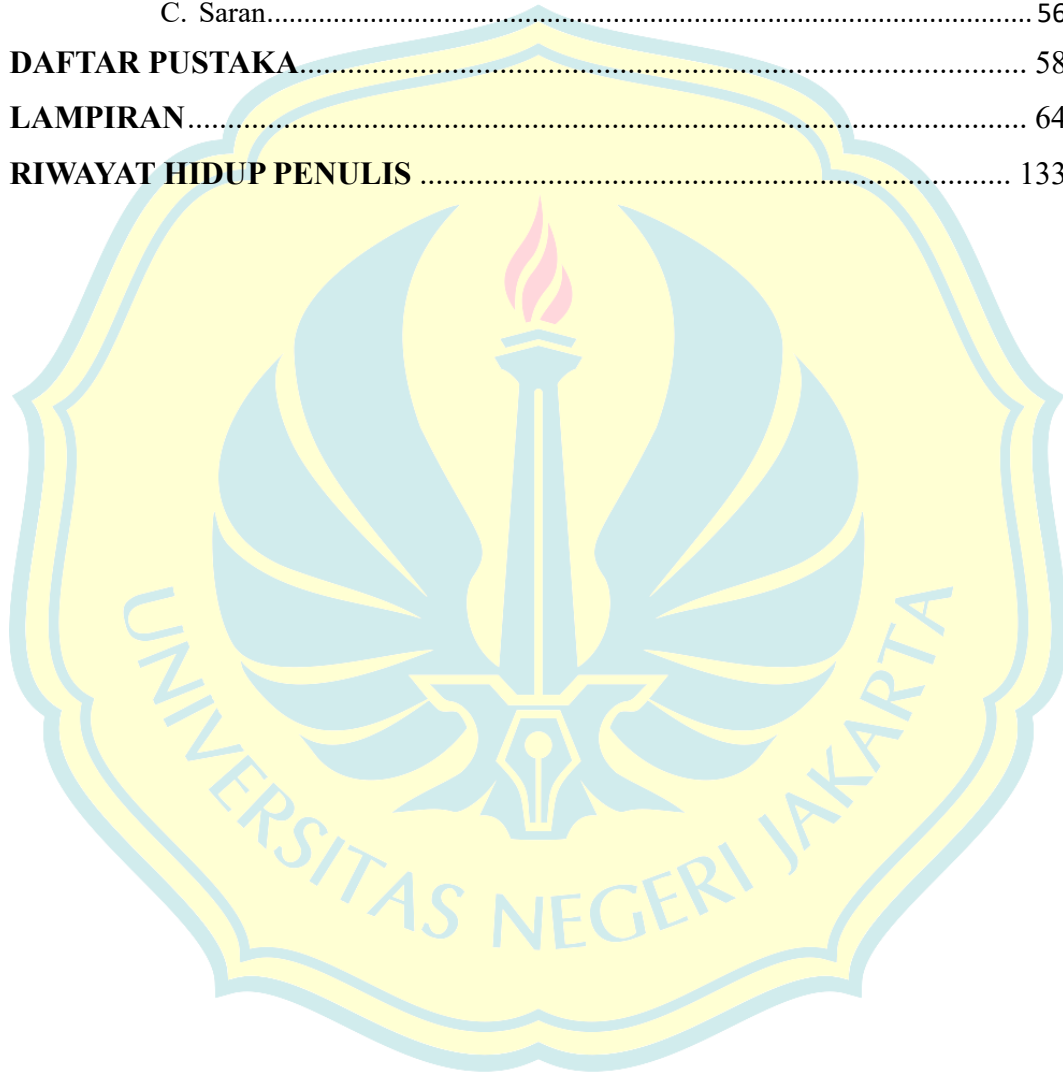 C. Saran........................................................................................................ 56
DAFTAR PUSTAKA................................................................................................ 58
LAMPIRAN............................................................................................................... 64
RIWAYAT HIDUP PENULIS .............................................................................. 133
UNIVERSITAS NEGERI JAKARTA